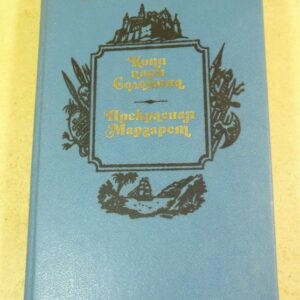 Копи
царя
Соломона
Прекрасная
Маргарет